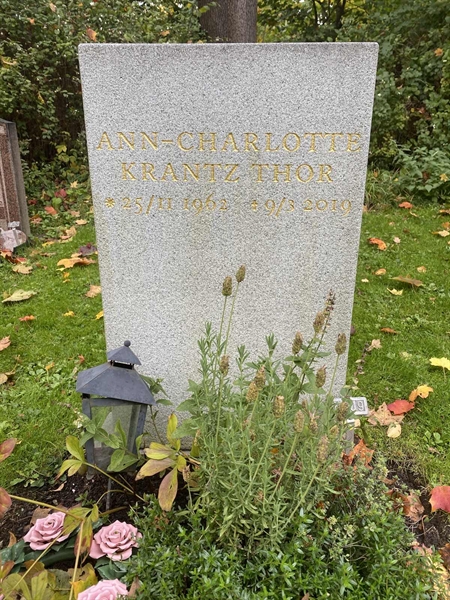 ANN-CHARLOTTE
KRANTZ THOR
* 25/11 1962 ✝ 9/3 2019